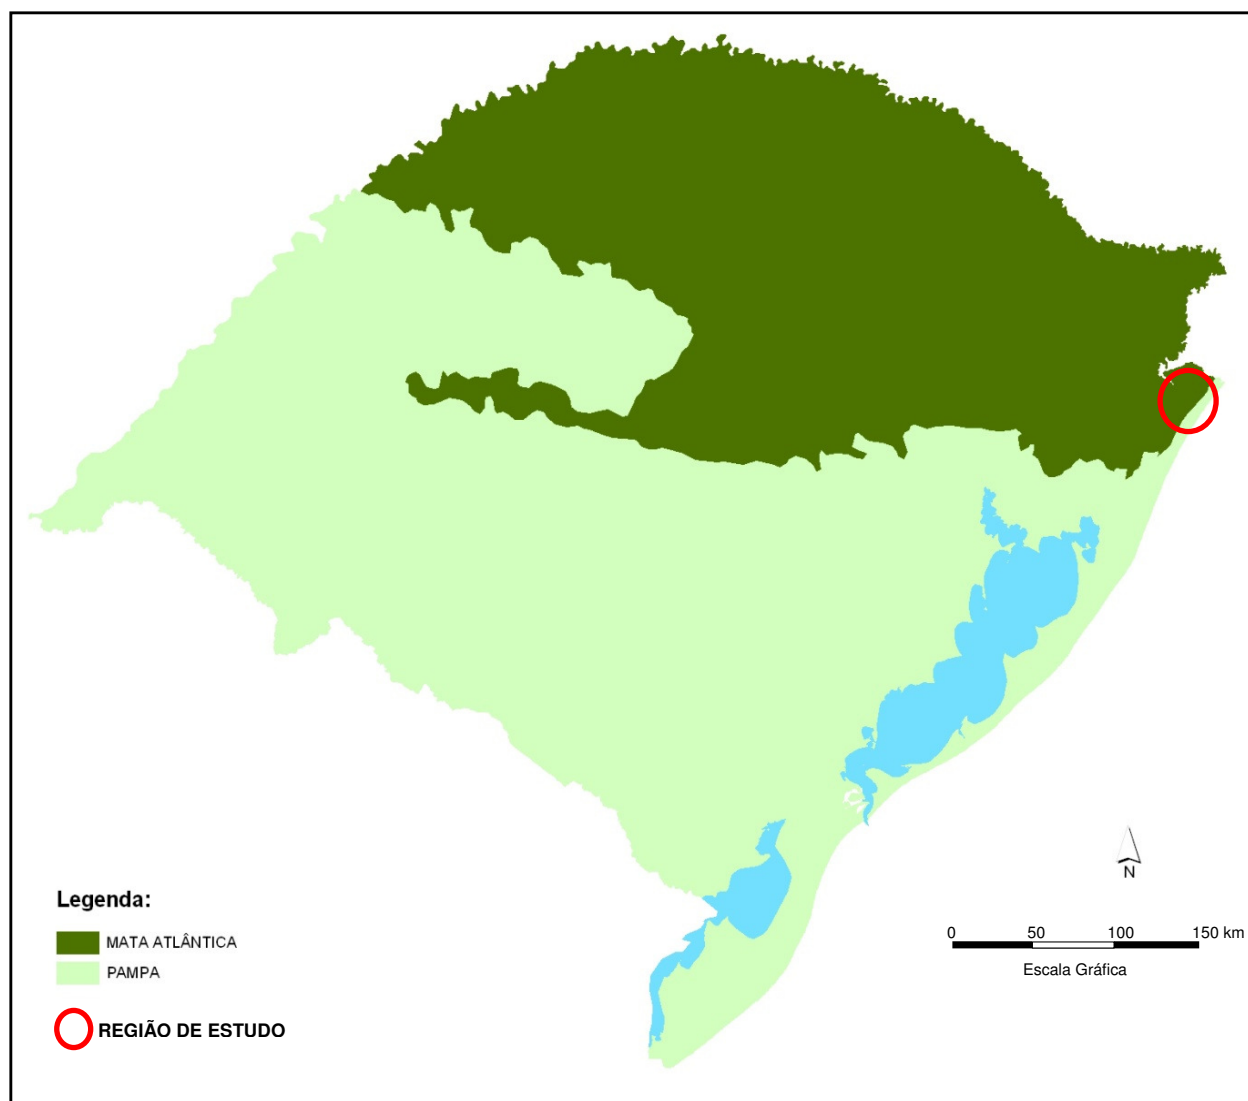 Legenda:
MATA ATLÂNTICA
PAMPA
REGIÃO DE ESTUDO
N
0 50 100 150 km
Escala Gráfica